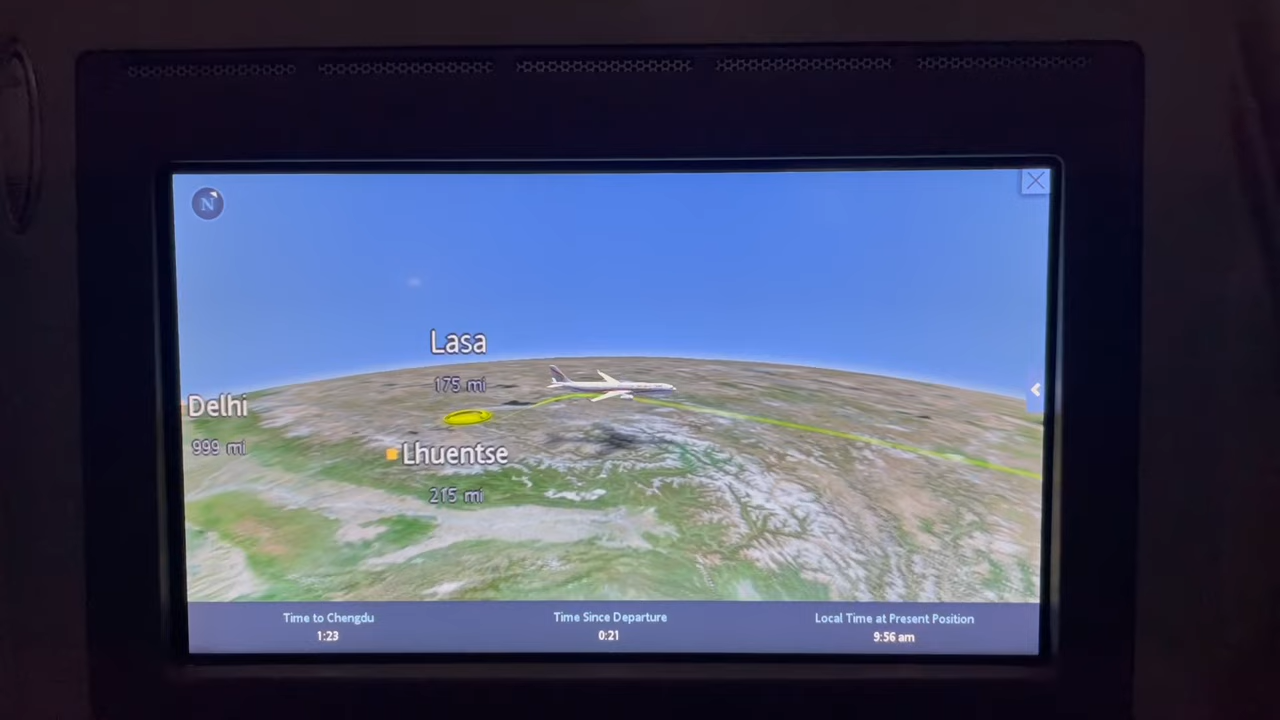 N
Lasa
175 mi
Delhi
999 mi
Lhuentse
215 mi
Time to Chengdu
1:23
Time Since Departure
0:21
Local Time at Present Position
9:56 am